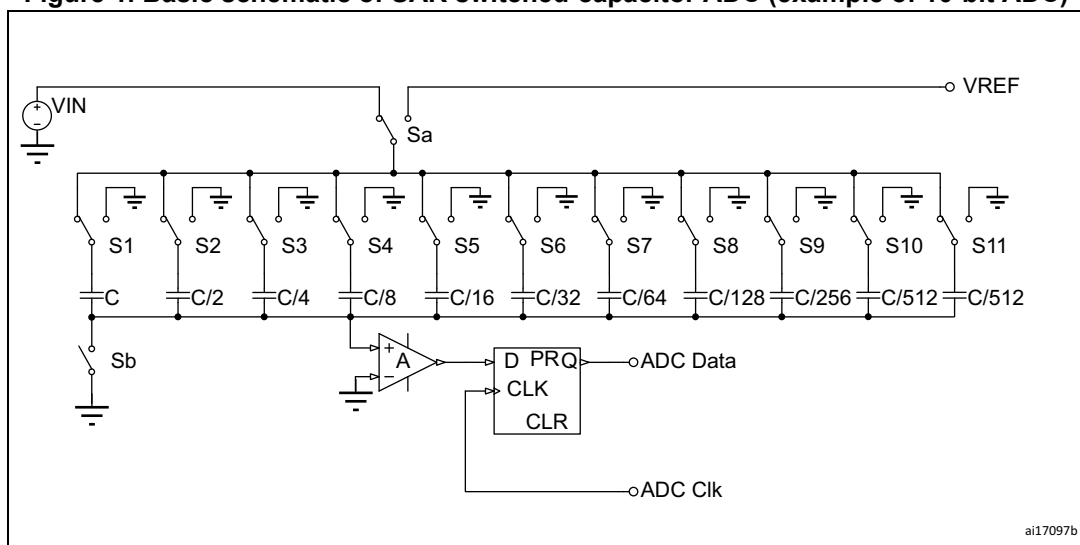 Figure 1. Basic schematic of SAR switched-capacitor ADC (example of 10-bit ADC)
VIN
VREF
Sa
S1 S2 S3 S4 S5 S6 S7 S8 S9 S10 S11
C C/2 C/4 C/8 C/16 C/32 C/64 C/128 C/256 C/512 C/512
Sb
+ A -
D PR Q
ADC Data
CLK
CLR
ADC Clk
ai17097b